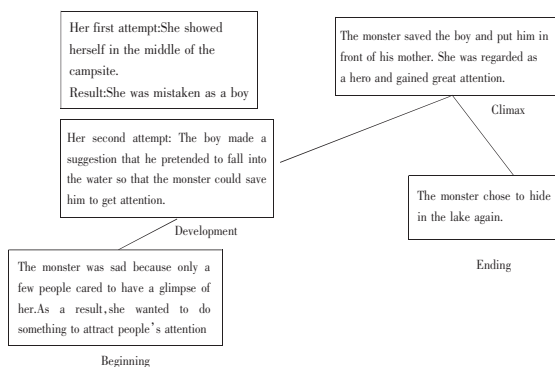 Her first attempt:She showed
herself in the middle of the
campsite.
Result:She was mistaken as a boy
The monster saved the boy and put him in
front of his mother. She was regarded as
a hero and gained great attention.
Climax
Her second attempt: The boy made a
suggestion that he pretended to fall into
the water so that the monster could save
him to get attention.
Development
The monster chose to hide
in the lake again.
Ending
The monster was sad because only a
few people cared to have a glimpse of
her.As a result,she wanted to do
something to attract people's attention
Beginning